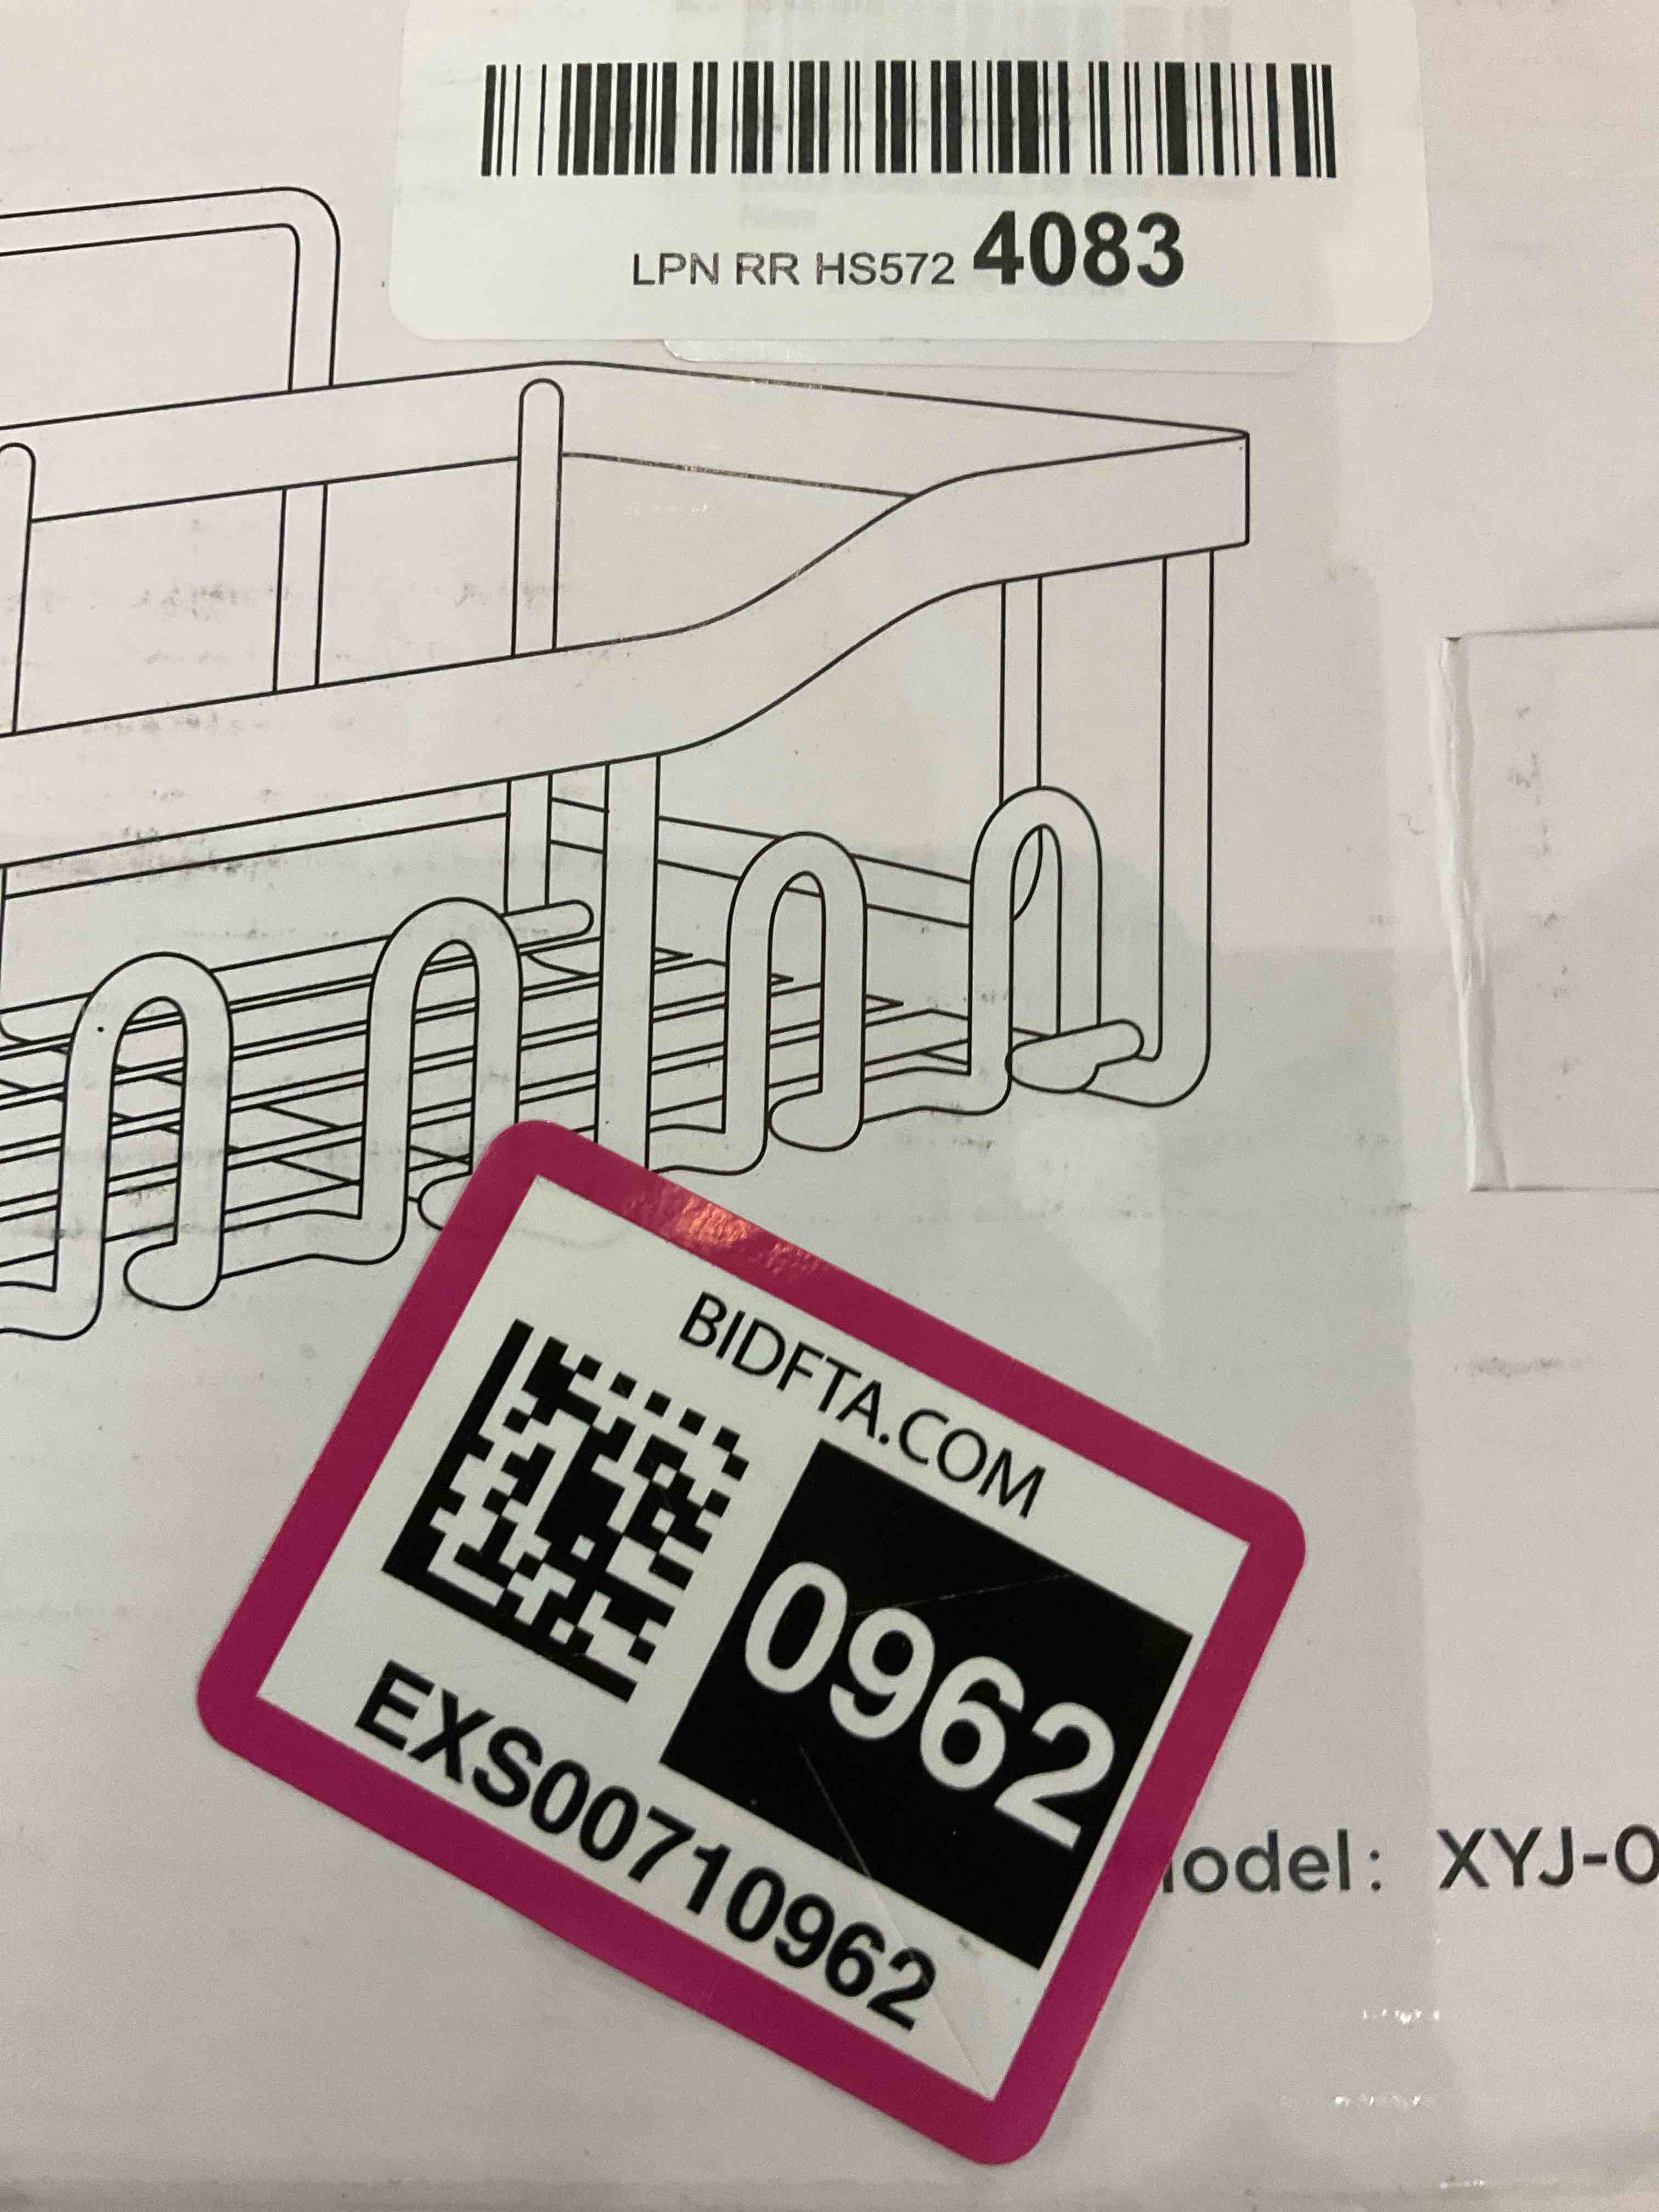 LPN RR HS572 4083
BIDFTA.COM
0962
EXS00710962
odel: XYJ-0